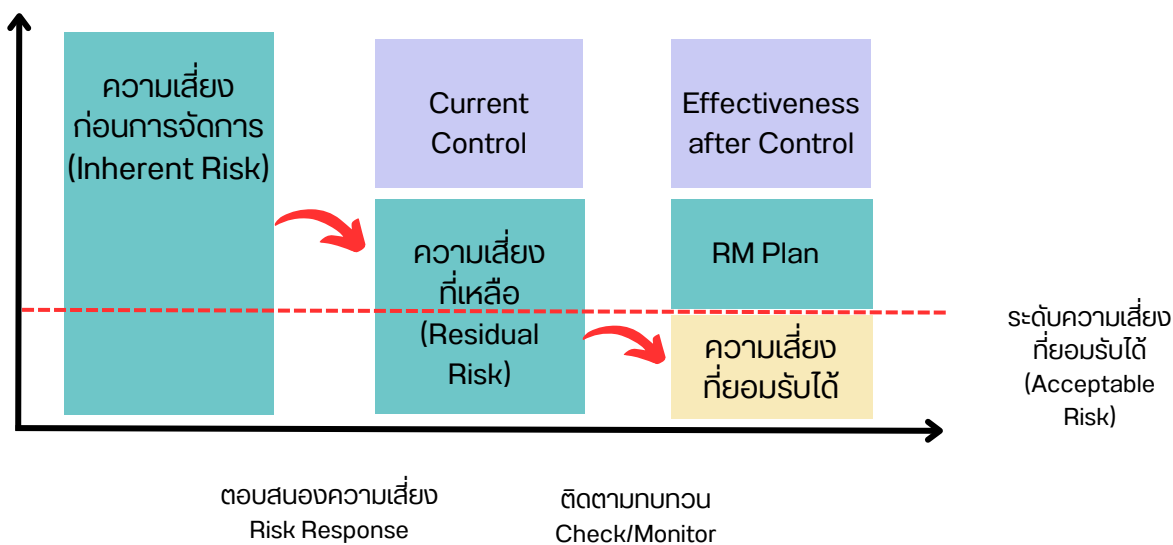 ความเสี่ยง
ก่อนการจัดการ
(Inherent Risk)
Current
Control
Effectiveness
after Control
ความเสี่ยง
ที่เหลือ
(Residual
Risk)
RM Plan
ความเสี่ยง
ที่ยอมรับได้
ระดับความเสี่ยง
ที่ยอมรับได้
(Acceptable
Risk)
ตอบสนองความเสี่ยง
Risk Response
ติดตามทบทวน
Check/Monitor